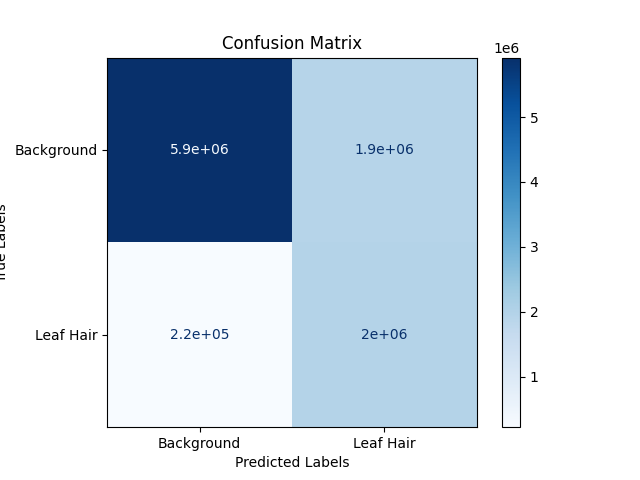 Confusion Matrix
1e6
Background
5.9e+06
1.9e+06
Leaf Hair
2.2e+05
2e+06
5
4
3
2
1
Background
Leaf Hair
Predicted Labels
Labels